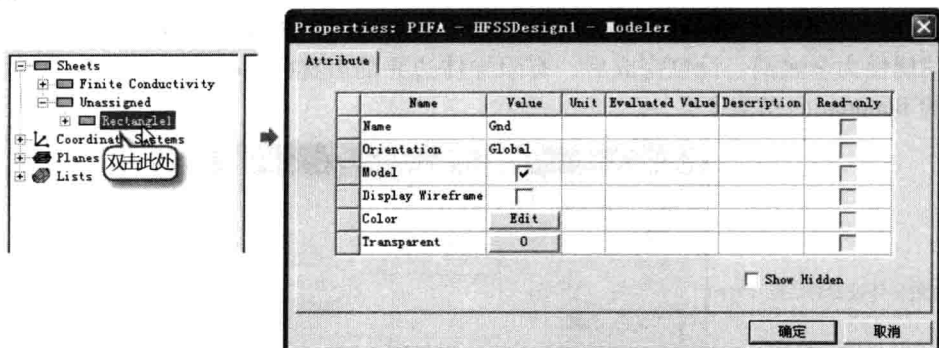 Sheets
Finite Conductivity
Unassigned
Rectangle1
Coordinate Systems
Planes
Lists
双击此处
Properties: PIFA - HFSSDesign1 - Modeler
Attribute
Name Value Unit Evaluated Value Description Read-only
Name Gnd
Orientation Global
Model
Display Wireframe
Color Edit
Transparent 0
Show Hidden
确定 取消